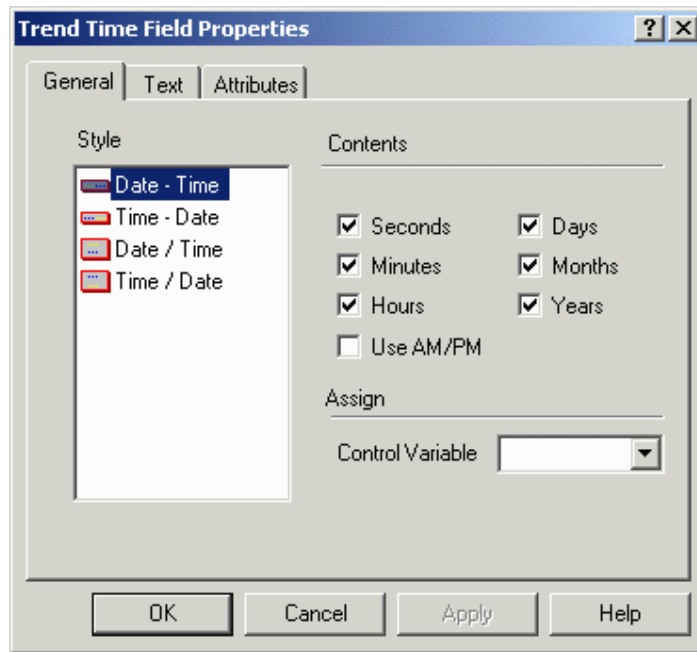 Trend Time Field Properties
General Text Attributes
Style
Date - Time
Time - Date
Date / Time
Time / Date
Contents
Seconds Days
Minutes Months
Hours Years
Use AM/PM
Assign
Control Variable
OK Cancel Apply Help